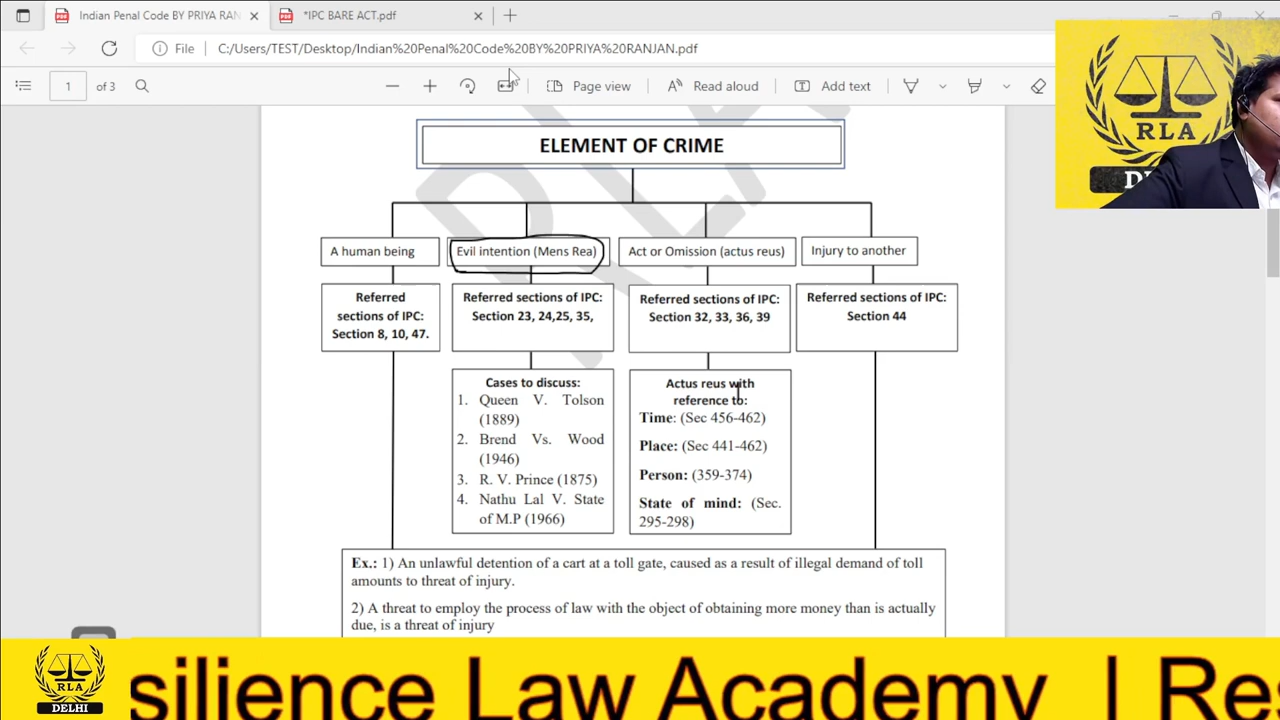 Indian Penal Code BY PRIYA RAN
*IPC BARE ACT.pdf
File
C:/Users/TEST/Desktop/Indian%20Penal%20Code%20BY%20PRIYA%20RANJAN.pdf
1 of 3
Page view
Read aloud
Add text
RLA
ELEMENT OF CRIME
A human being
Evil intention (Mens Rea)
Act or Omission (actus reus)
Injury to another
Referred
sections of IPC:
Section 8, 10, 47.
Referred sections of IPC:
Section 23, 24,25, 35,
Referred sections of IPC:
Section 32, 33, 36, 39
Referred sections of IPC:
Section 44
Cases to discuss:
1. Queen V. Tolson
(1889)
2. Brend Vs. Wood
(1946)
3. R. V. Prince (1875)
4. Nathu Lal V. State
of M.P (1966)
Actus reus with
reference to:
Time: (Sec 456-462)
Place: (Sec 441-462)
Person: (359-374)
State of mind: (Sec.
295-298)
Ex.: 1) An unlawful detention of a cart at a toll gate, caused as a result of illegal demand of toll
amounts to threat of injury.
2) A threat to employ the process of law with the object of obtaining more money than is actually
due, is a threat of injury
RLA
DELHI
silience Law Academy | Res